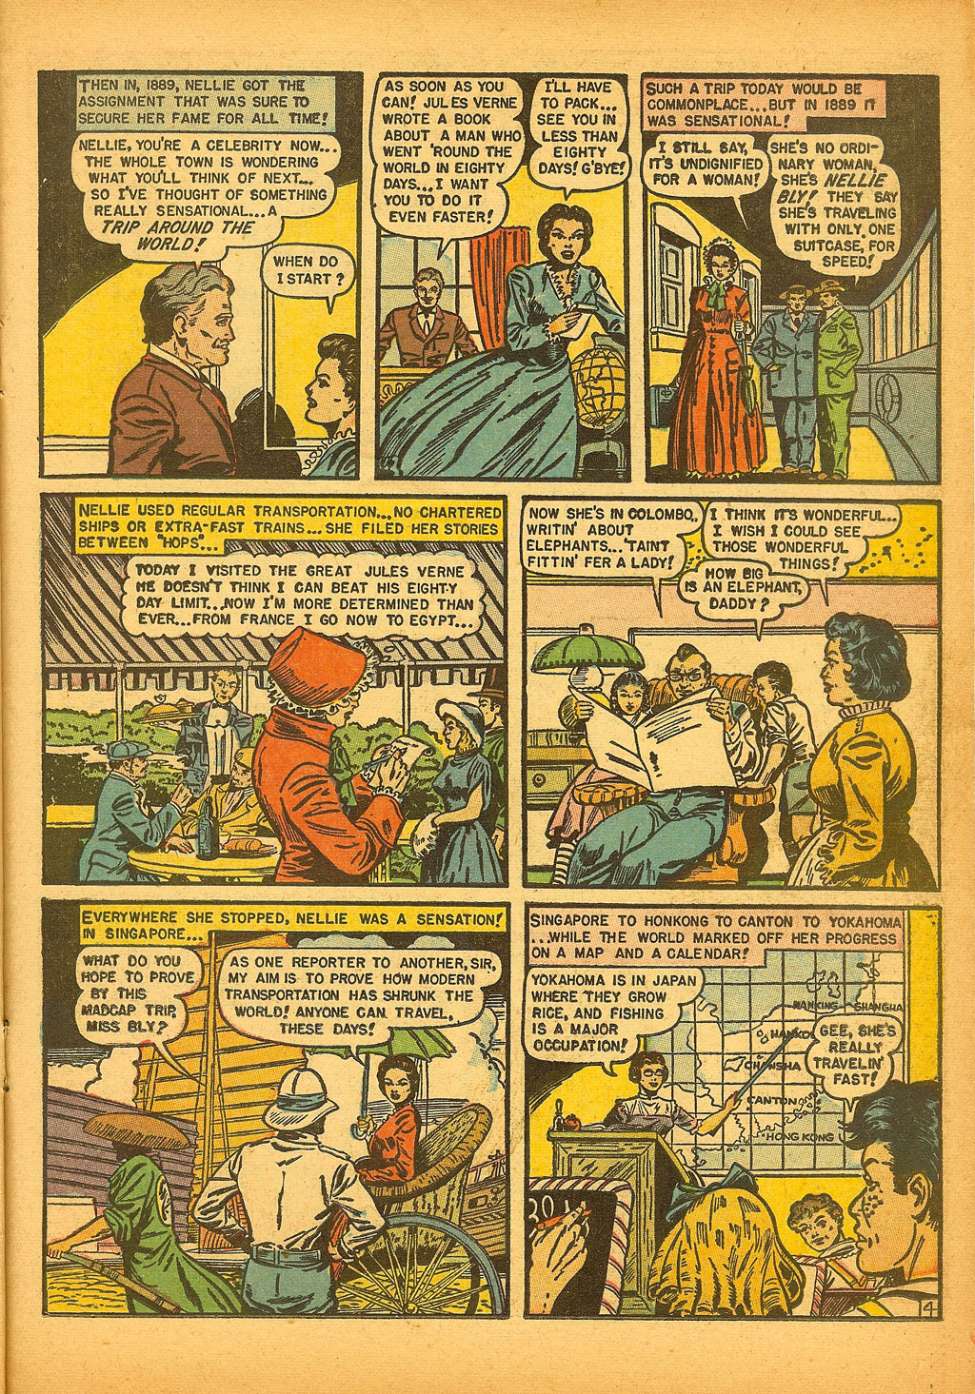 THEN IN, 1889, NELLIE GOT THE
ASSIGNMENT THAT WAS SURE TO
SECURE HER FAME FOR ALL TIME!
NELLIE, YOU'RE A CELEBRITY NOW...
THE WHOLE TOWN IS WONDERING
WHAT YOU'LL THINK OF NEXT...
SO I'VE THOUGHT OF SOMETHING
REALLY SENSATIONAL...A
TRIP AROUND THE
WORLD!
WHEN DO
I START?
AS SOON AS YOU
CAN! JULES VERNE
WROTE A BOOK
ABOUT A MAN WHO
WENT 'ROUND THE
WORLD IN EIGHTY
DAYS...I WANT
YOU TO DO IT
EVEN FASTER!
I'LL HAVE
TO PACK...
SEE YOU IN
LESS THAN
EIGHTY
DAYS! G'BYE!
SUCH A TRIP TODAY WOULD BE
COMMONPLACE...BUT IN 1889 IT
WAS SENSATIONAL!
I STILL SAY,
IT'S UNDIGNIFIED
FOR A WOMAN!
SHE'S NO ORDI-
NARY WOMAN,
SHE'S NELLIE
BLY! THEY SAY
SHE'S TRAVELING
WITH ONLY ONE
SUITCASE, FOR
SPEED!
NELLIE USED REGULAR TRANSPORTATION...NO CHARTERED
SHIPS OR EXTRA-FAST TRAINS...SHE FILED HER STORIES
BETWEEN "HOPS"...
TODAY I VISITED THE GREAT JULES VERNE
HE DOESN'T THINK I CAN BEAT HIS EIGHT-Y
DAY LIMIT...NOW I'M MORE DETERMINED THAN
EVER...FROM FRANCE I GO NOW TO EGYPT...
NOW SHE'S IN COLOMBO,
WRITIN' ABOUT
ELEPHANTS...'TAINT
FITTIN' FER A LADY!
I THINK IT'S WONDERFUL..
I WISH I COULD SEE
THOSE WONDERFUL
THINGS!
HOW BIG
IS AN ELEPHANT,
DADDY?
EVERYWHERE SHE STOPPED, NELLIE WAS A SENSATION!
IN SINGAPORE...
WHAT DO YOU
HOPE TO PROVE
BY THIS
MADCAP TRIP,
MISS BLY?
AS ONE REPORTER TO ANOTHER, SIR,
MY AIM IS TO PROVE HOW MODERN
TRANSPORTATION HAS SHRUNK THE
WORLD! ANYONE CAN TRAVEL,
THESE DAYS!
SINGAPORE TO HONKONG TO CANTON TO YOKAHOMA
...WHILE THE WORLD MARKED OFF HER PROGRESS
ON A MAP AND A CALENDAR!
YOKAHOMA IS IN JAPAN
WHERE THEY GROW
RICE, AND FISHING
IS A MAJOR
OCCUPATION!
NANKING SHANGHA
HANKO
CHANSHA
CANTON
HONG KONG
GEE, SHE'S
REALLY
TRAVELIN'
FAST!
301
4